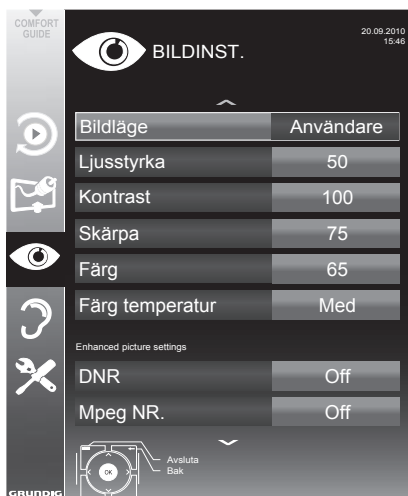 COMFORT
GUIDE
20.09.2010
15:46
BILDINST.
Bildläge Användare
Ljusstyrka 50
Kontrast 100
Skärpa 75
Färg 65
Färg temperatur Med
Enhanced picture settings
DNR Off
Mpeg NR. Off
Avsluta
Bak
OK
GRUNDIG